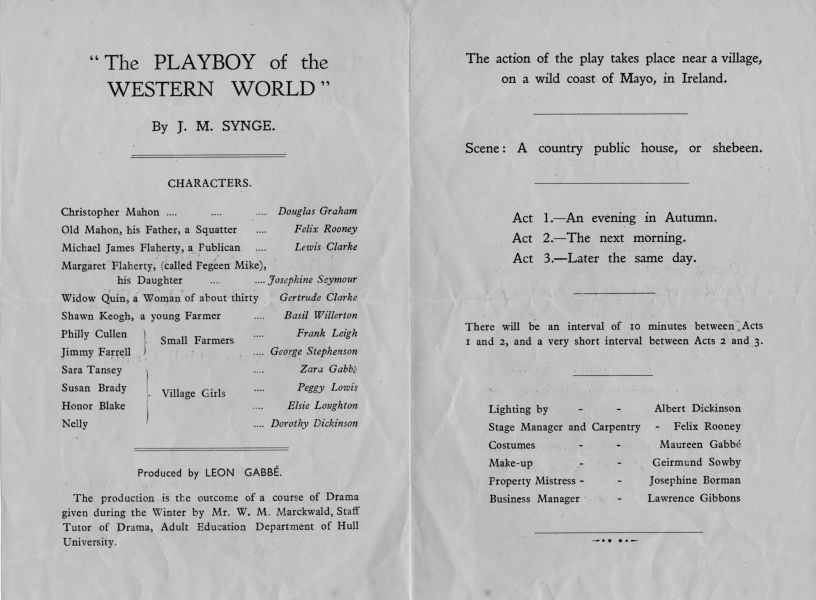 “ The PLAYBOY of the
WESTERN WORLD ”
By J. M. SYNGE.
CHARACTERS.
Christopher Mahon .... .... .... Douglas Graham
Old Mahon, his Father, a Squatter .... Felix Rooney
Michael James Flaherty, a Publican .... Lewis Clarke
Margaret Flaherty, (called Pegeen Mike),
his Daughter .... .... Josephine Seymour
Widow Quin, a Woman of about thirty Gertrude Clarke
Shawn Keogh, a young Farmer .... Basil Willerton
Philly Cullen } Small Farmers .... Frank Leigh
Jimmy Farrell .... George Stephenson
Sara Tansey .... Zara Gabbè
Susan Brady } Village Girls .... Peggy Lowis
Honor Blake .... Elsie Loughton
Nelly .... Dorothy Dickinson
Produced by LEON GABBÉ.
The production is the outcome of a course of Drama
given during the Winter by Mr. W. M. Marckwald, Staff
Tutor of Drama, Adult Education Department of Hull
University.
The action of the play takes place near a village,
on a wild coast of Mayo, in Ireland.
Scene: A country public house, or shebeen.
Act 1.—An evening in Autumn.
Act 2.—The next morning.
Act 3.—Later the same day.
There will be an interval of 10 minutes between Acts
1 and 2, and a very short interval between Acts 2 and 3.
Lighting by - - Albert Dickinson
Stage Manager and Carpentry - Felix Rooney
Costumes - - Maureen Gabbé
Make-up - - Geirmund Sowby
Property Mistress - - Josephine Borman
Business Manager - Lawrence Gibbons